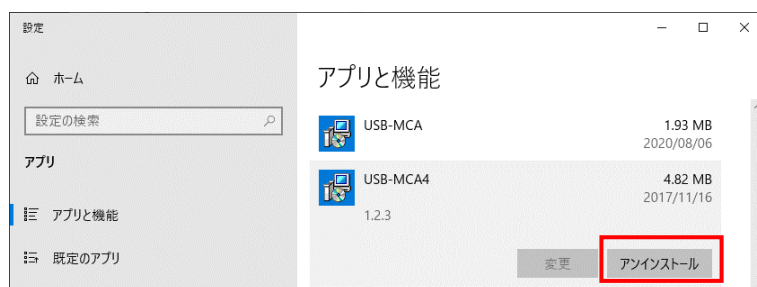 設定
ホーム
設定の検索
アプリ
アプリと機能
既定のアプリ
アプリと機能
USB-MCA
1.93 MB
2020/08/06
USB-MCA4
4.82 MB
2017/11/16
1.2.3
変更
アンインストール